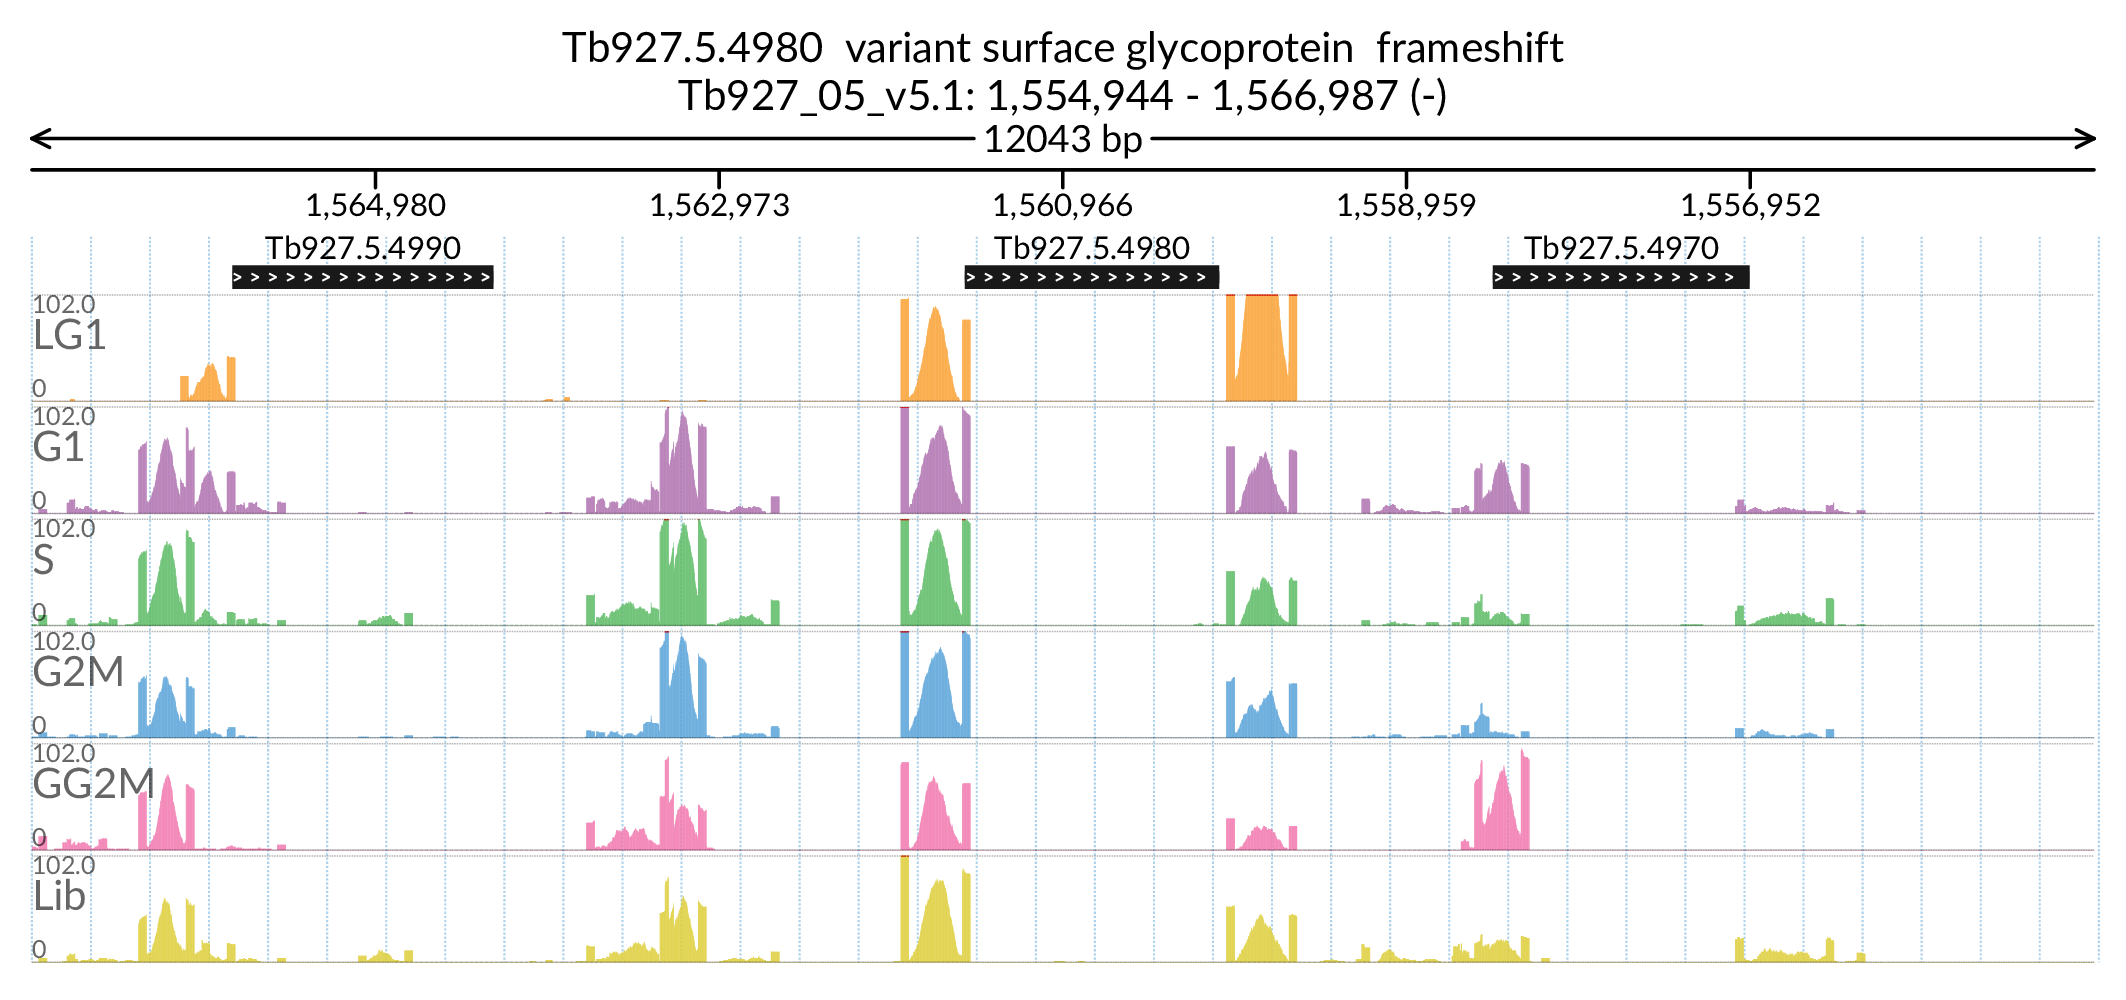 Tb927.5.4980 variant surface glycoprotein frameshift
Tb927_05_v5.1: 1,554,944 - 1,566,987 (-)
12043 bp
1,564,980 1,562,973 1,560,966 1,558,959 1,556,952
Tb927.5.4990 Tb927.5.4980 Tb927.5.4970
102.0
LG1
0
102.0
G1
0
102.0
S
0
102.0
G2M
0
102.0
GG2M
0
102.0
Lib
0